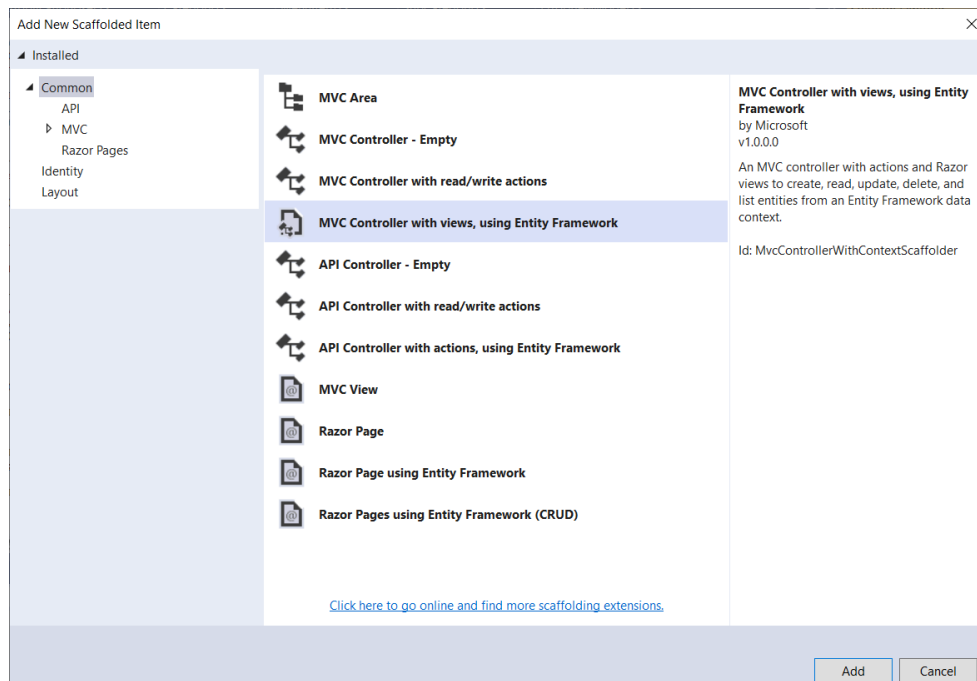 Add New Scaffolded Item
Installed
Common
API
MVC
Razor Pages
Identity
Layout
MVC Area
MVC Controller - Empty
MVC Controller with read/write actions
MVC Controller with views, using Entity Framework
API Controller - Empty
API Controller with read/write actions
API Controller with actions, using Entity Framework
MVC View
Razor Page
Razor Page using Entity Framework
Razor Pages using Entity Framework (CRUD)
Click here to go online and find more scaffolding extensions.
MVC Controller with views, using Entity
Framework
by Microsoft
v1.0.0.0
An MVC controller with actions and Razor
views to create, read, update, delete, and
list entities from an Entity Framework data
context.
Id: MvcControllerWithContextScaffolder
Add
Cancel